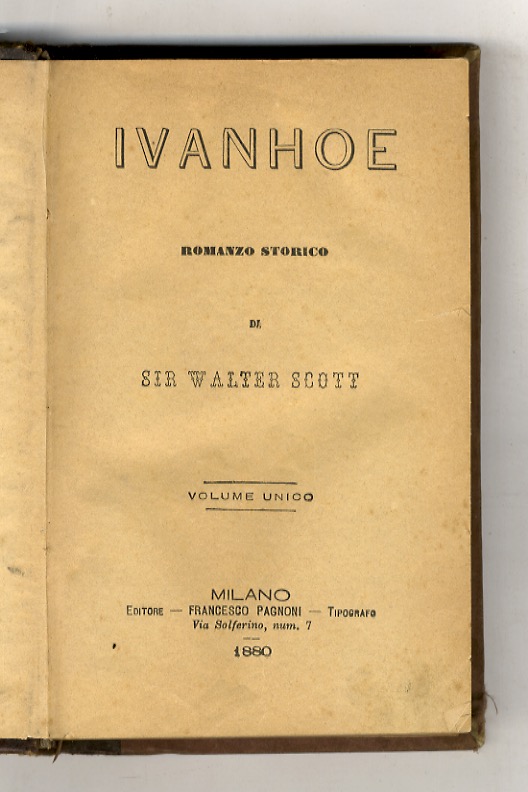 IVANHOE
ROMANZO STORICO
DI
SIR WALTER SCOTT
VOLUME UNICO
MILANO
EDITORE — FRANCESCO PAGNONI — TIPOGRAFO
Via Solferino, num. 7
1880